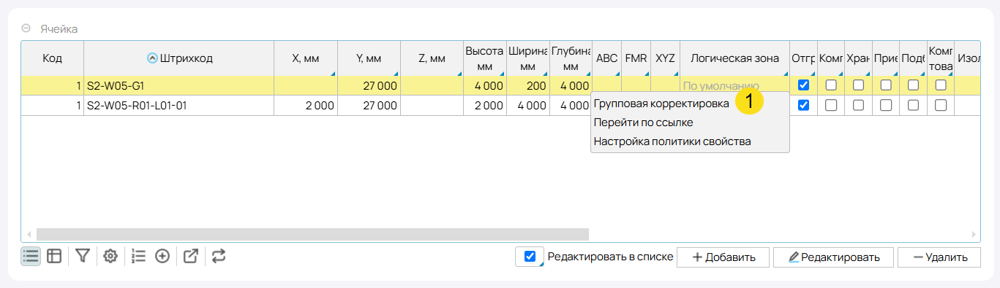 Ячейка
Код Штрихкод X, мм Y, мм Z, мм Высота мм Ширина мм Глубина мм ABC FMR XYZ Логическая зона Отгр Комг Хран Прие Подб Комг това Изол
1 S2-W05-G1 27 000 4 000 200 4 000 По умолчанию
1 S2-W05-R01-L01-01 2 000 27 000 2 000 4 000 4 000
Групповая корректировка 1
Перейти по ссылке
Настройка политики свойства
Редактировать в списке Добавить Редактировать Удалить